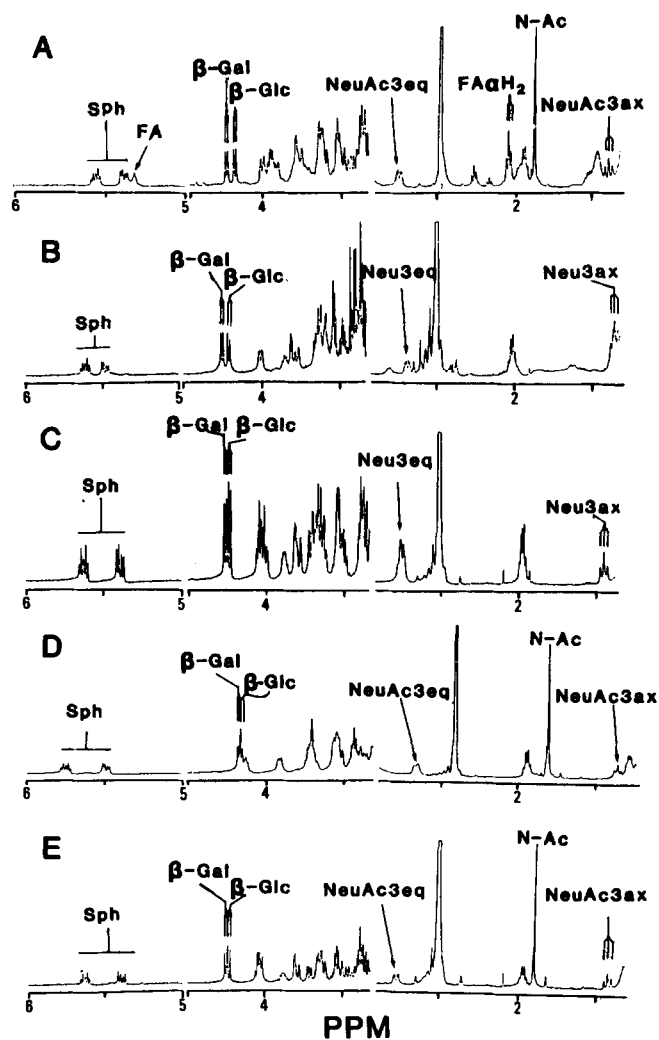 A
N-Ac
β-Gal
β-Glc
NeuAc3eq
FAαH2
NeuAc3ax
Sph
FA
4
2
B
β-Gal
β-Glc
Neu3eq
Neu3ax
Sph
6
5
4
2
C
β-Gal
β-Glc
Neu3eq
Neu3ax
Sph
6
5
4
2
D
β-Gal
β-Glc
N-Ac
NeuAc3eq
NeuAc3ax
Sph
6
5
4
2
E
N-Ac
β-Gal
β-Glc
NeuAc3eq
NeuAc3ax
Sph
6
5
4
2
PPM